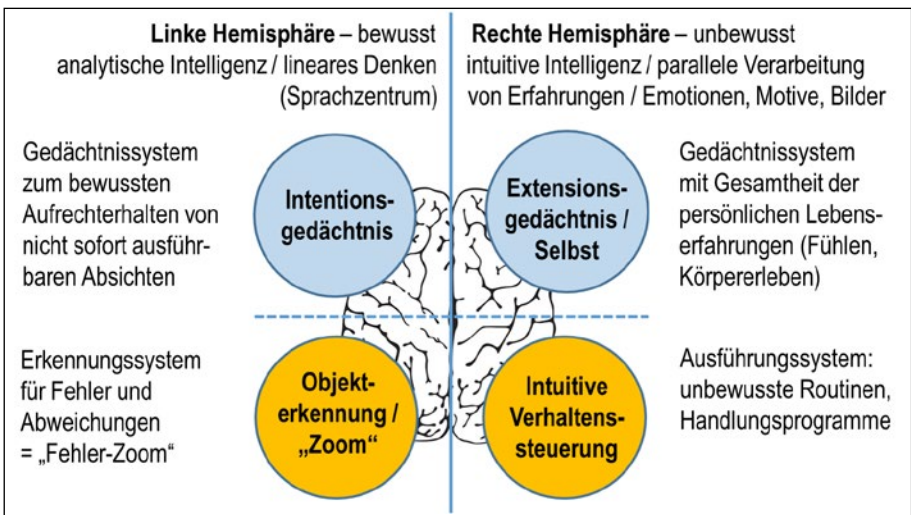 Linke Hemisphäre – bewusst
analytische Intelligenz / lineares Denken
(Sprachzentrum)
Rechte Hemisphäre – unbewusst
intuitive Intelligenz / parallele Verarbeitung
von Erfahrungen / Emotionen, Motive, Bilder
Gedächtnissystem
zum bewussten
Aufrechterhalten von
nicht sofort ausführ-
baren Absichten
Intentions-
gedächtnis
Extensions-
gedächtnis /
Selbst
Gedächtnissystem
mit Gesamtheit der
persönlichen Lebens-
erfahrungen (Fühlen,
Körpererleben)
Erkennungssystem
für Fehler und
Abweichungen
= „Fehler-Zoom“
Objekt-
erkennung /
„Zoom“
Intuitive
Verhaltens-
steuerung
Ausführungssystem:
unbewusste Routinen,
Handlungsprogramme